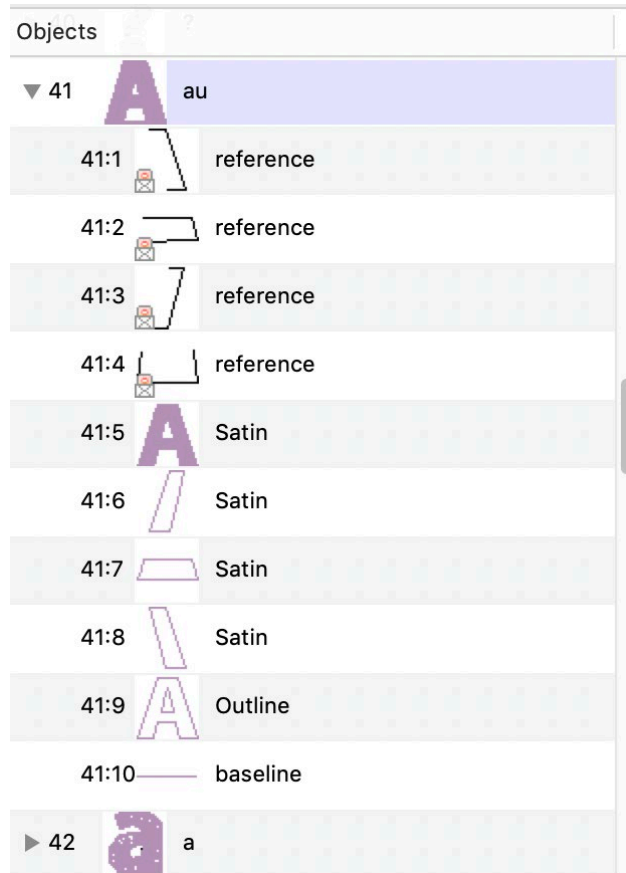 Objects
41 au
41:1 reference
41:2 reference
41:3 reference
41:4 reference
41:5 Satin
41:6 Satin
41:7 Satin
41:8 Satin
41:9 Outline
41:10 baseline
42 a